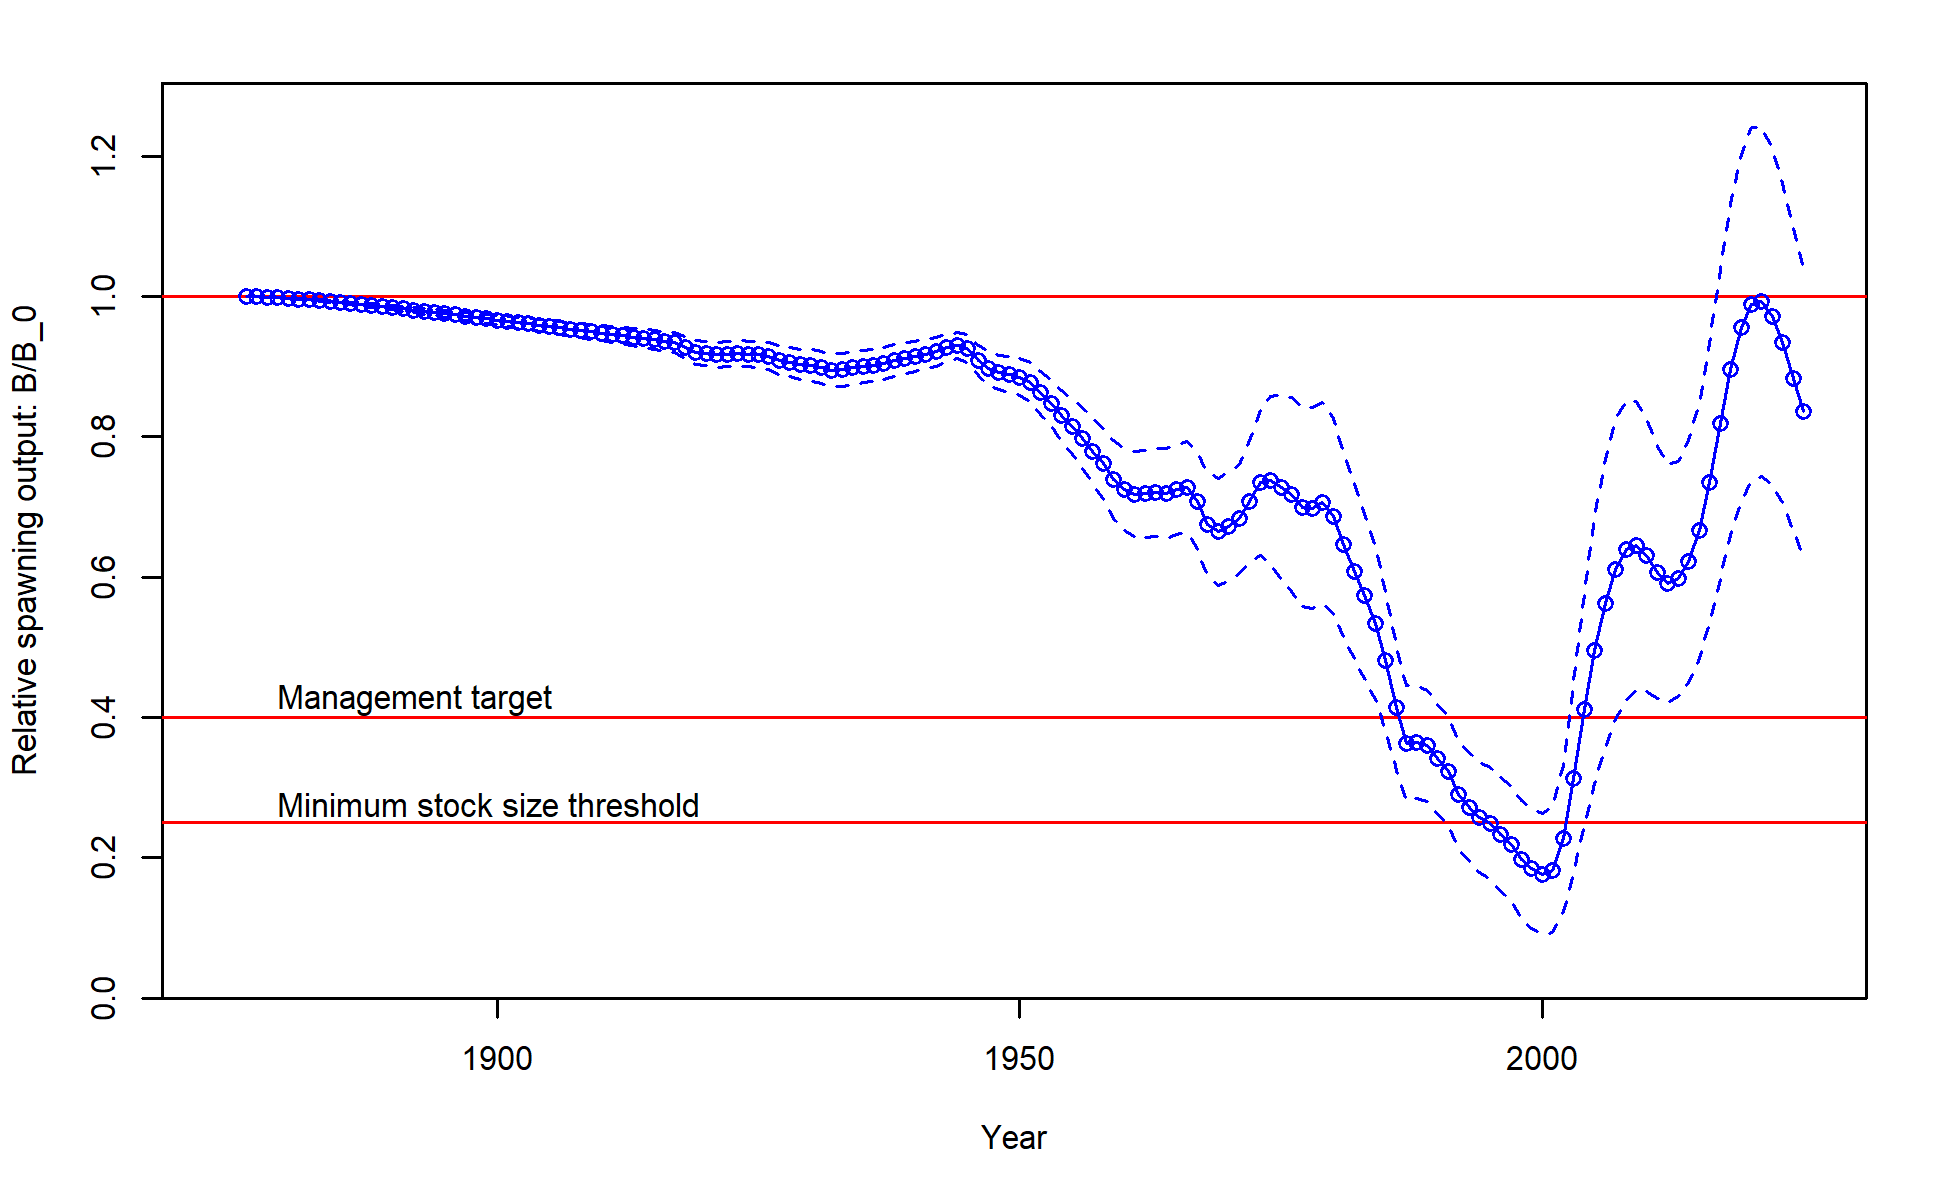 Relative spawning output: B/B_0
1.2
1.0
0.8
0.6
0.4
0.2
0.0
Management target
Minimum stock size threshold
1900
1950
2000
Year